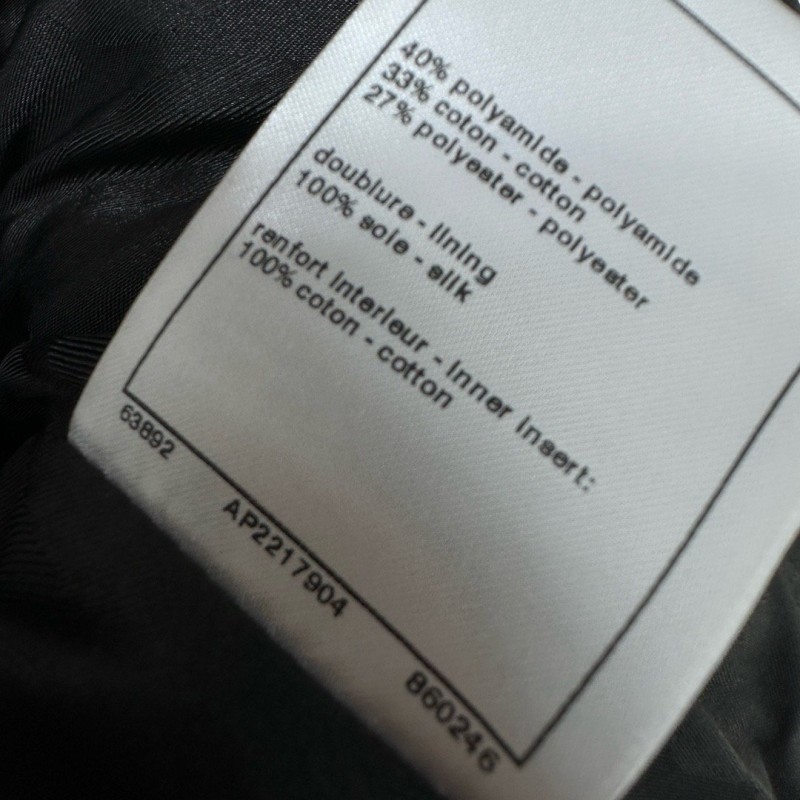 40% polyamide - polyamide
33% coton - cotton
27% polyester - polyester
doublure - lining
100% soie - silk
renfort interieur - inner insert:
100% coton - cotton
63892
AP2217904
860246